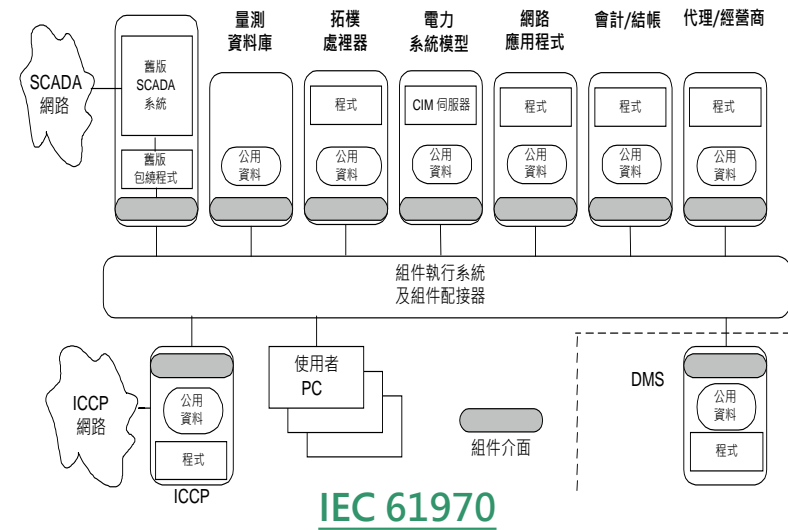 量測
資料庫
拓樸
處裡器
電力
系統模型
網路
應用程式
會計/結帳
代理/經營商
SCADA
網路
舊版
SCADA
系統
舊版
包繞程式
公用
資料
程式
公用
資料
CIM 伺服器
公用
資料
程式
公用
資料
程式
公用
資料
程式
公用
資料
組件執行系統
及組件配接器
ICCP
網路
公用
資料
程式
ICCP
使用者
PC
組件介面
DMS
公用
資料
程式
IEC 61970